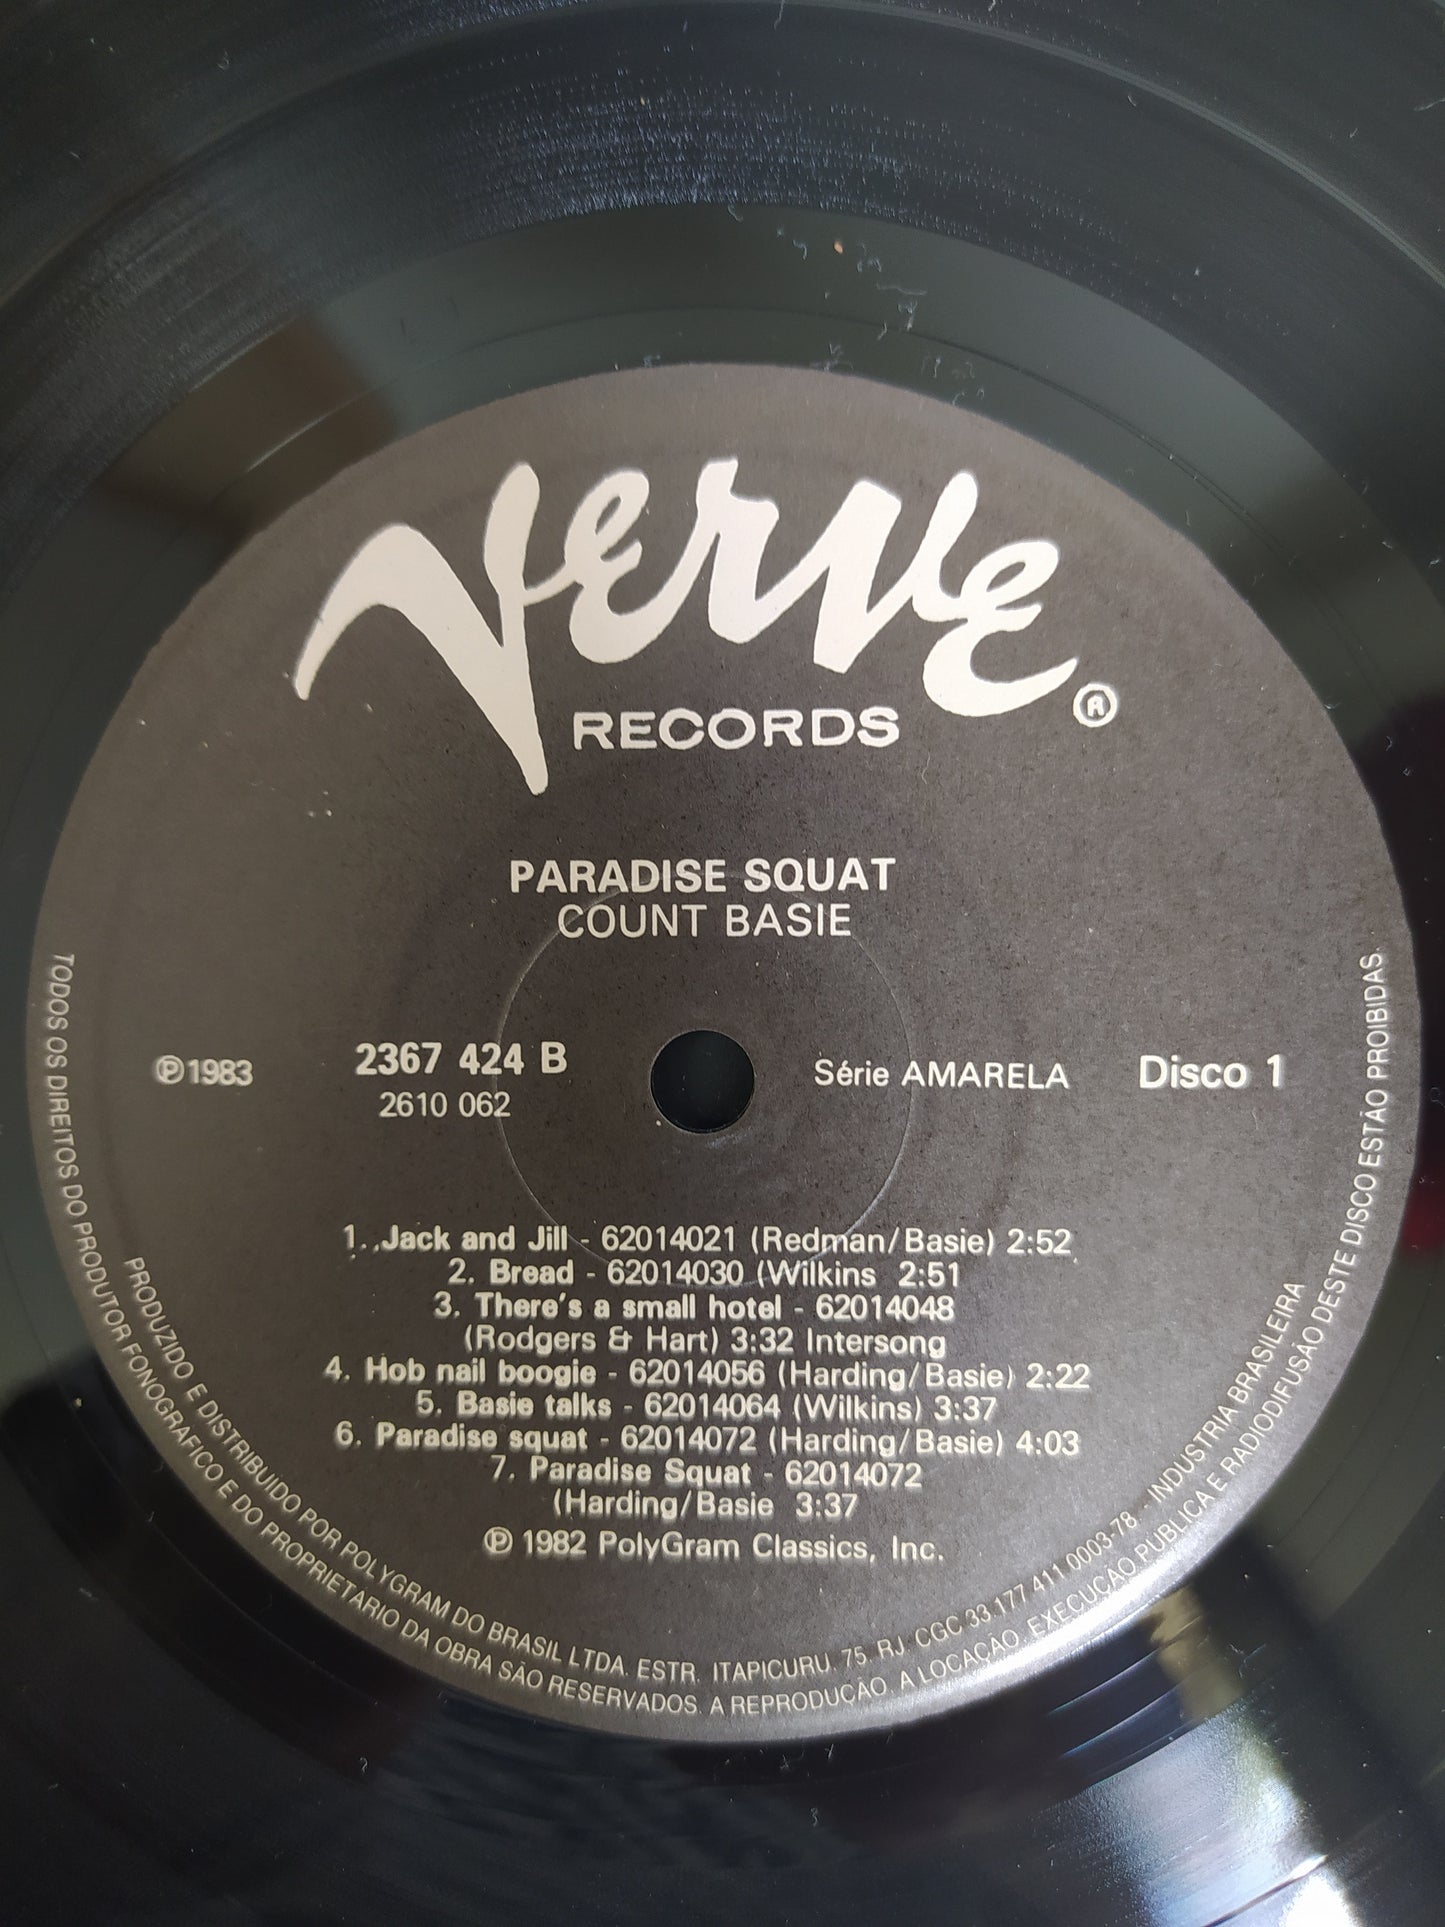 Verve
RECORDS ®
PARADISE SQUAT
COUNT BASIE
℗1983 2367 424 B Série AMARELA Disco 1
2610 062
1. Jack and Jill - 62014021 (Redman/Basie) 2:52
2. Bread - 62014030 (Wilkins 2:51
3. There's a small hotel - 62014048
(Rodgers & Hart) 3:32 Intersong
4. Hob nail boogie - 62014056 (Harding/Basie) 2:22
5. Basie talks - 62014064 (Wilkins) 3:37
6. Paradise squat - 62014072 (Harding/Basie) 4:03
7. Paradise Squat - 62014072
(Harding/Basie 3:37
℗ 1982 PolyGram Classics, Inc.
PRODUZIDO E DISTRIBUÍDO POR POLYGRAM DO BRASIL LTDA. ESTR. ITAPICURU. 75. RJ. CGC 33.177 411 0003-78 - INDUSTRIA BRASILEIRA
TODOS OS DIREITOS DO PRODUTOR FONOGRAFICO E DO PROPRIETARIO DA OBRA SÃO RESERVADOS. A REPRODUÇÃO. A LOCAÇÃO. EXECUÇÃO PUBLICA E RADIODIFUSÃO DESTE DISCO ESTÃO PROIBIDAS.